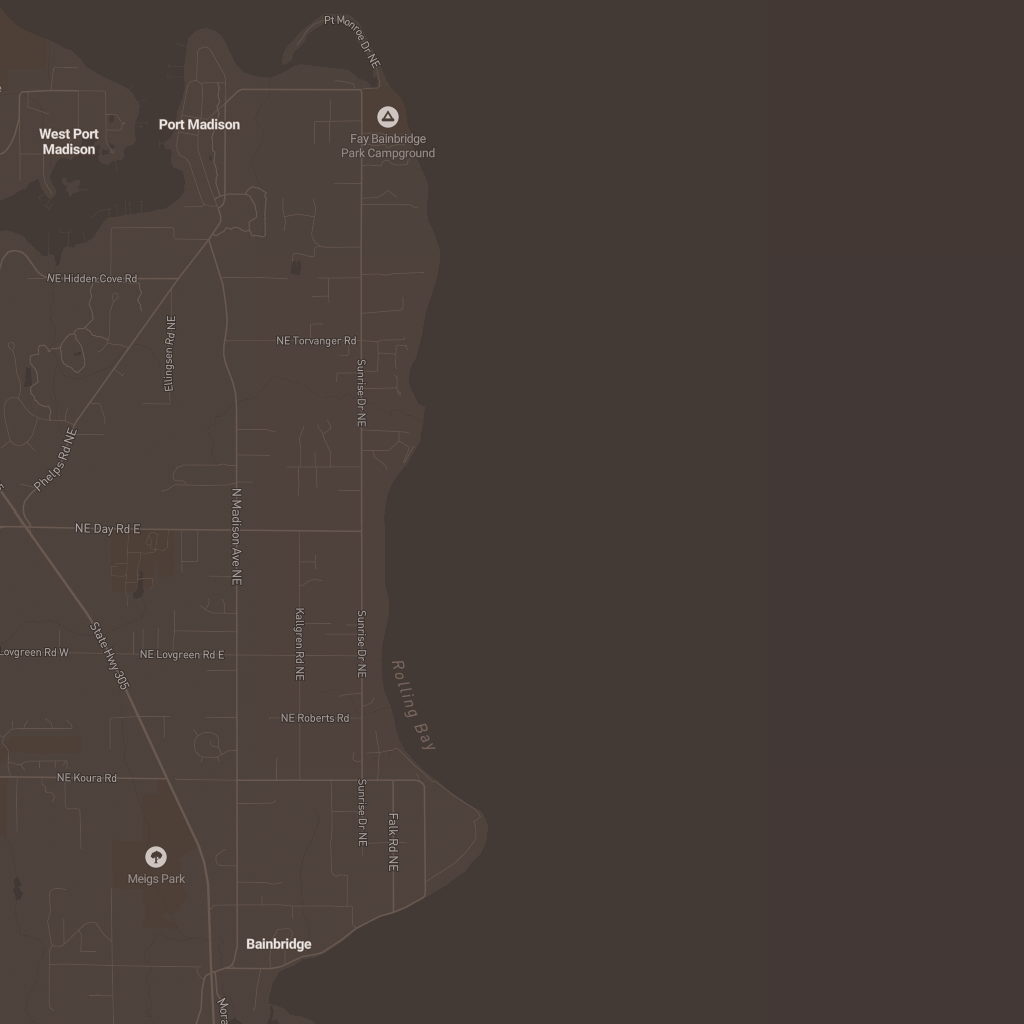 Pt Monroe Dr NE
West Port
Madison
Port Madison
Fay Bainbridge
Park Campground
NE Hidden Cove Rd
Ellingsen Rd NE
NE Torvanger Rd
Sunrise Dr NE
Phelps Rd NE
N Madison Ave NE
NE Day Rd E
Kallgren Rd NE
Sunrise Dr NE
State Hwy 305
Lovgreen Rd W
NE Lovgreen Rd E
Rolling Bay
NE Roberts Rd
NE Koura Rd
Sunrise Dr NE
Falk Rd NE
Meigs Park
Bainbridge